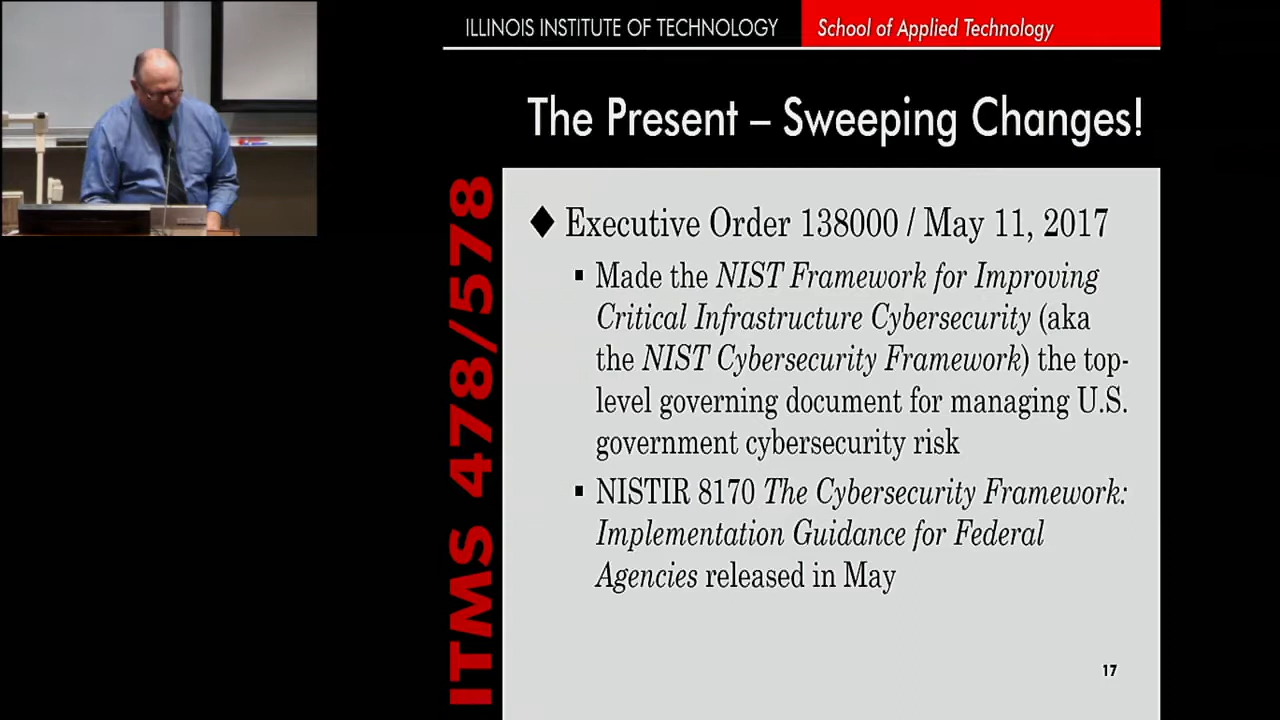 ILLINOIS INSTITUTE OF TECHNOLOGY School of Applied Technology
The Present – Sweeping Changes!
ITMS 478/578
Executive Order 138000 / May 11, 2017
Made the NIST Framework for Improving
Critical Infrastructure Cybersecurity (aka
the NIST Cybersecurity Framework) the top-
level governing document for managing U.S.
government cybersecurity risk
NISTIR 8170 The Cybersecurity Framework:
Implementation Guidance for Federal
Agencies released in May
17